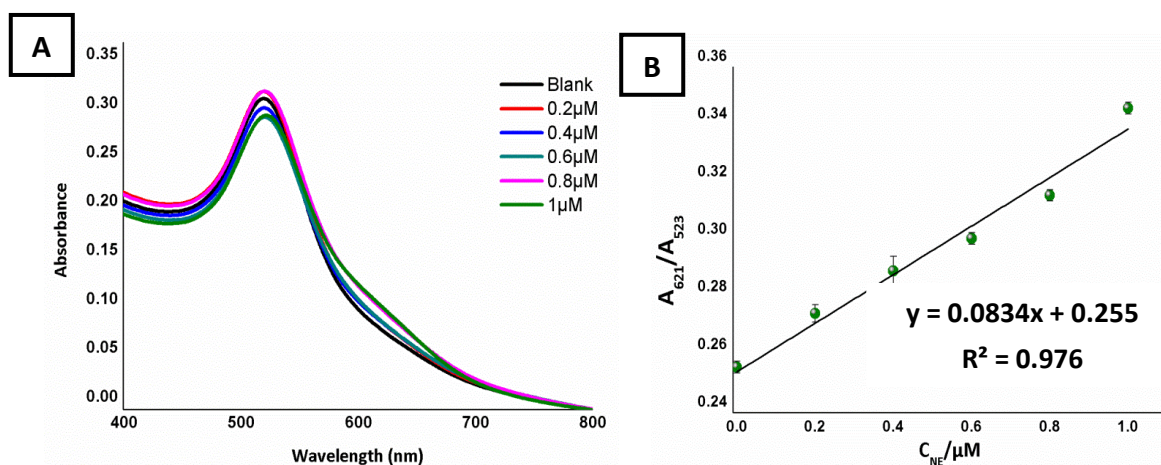 A
0.35
0.30
0.25
0.20
0.15
0.10
0.05
0.00
Absorbance
400 500 600 700 800
Wavelength (nm)
Blank
0.2µM
0.4µM
0.6µM
0.8µM
1µM
B
0.36
0.34
0.32
0.30
0.28
0.26
0.24
A621/A523
y = 0.0834x + 0.255
R² = 0.976
0.0 0.2 0.4 0.6 0.8 1.0
CNE/µM